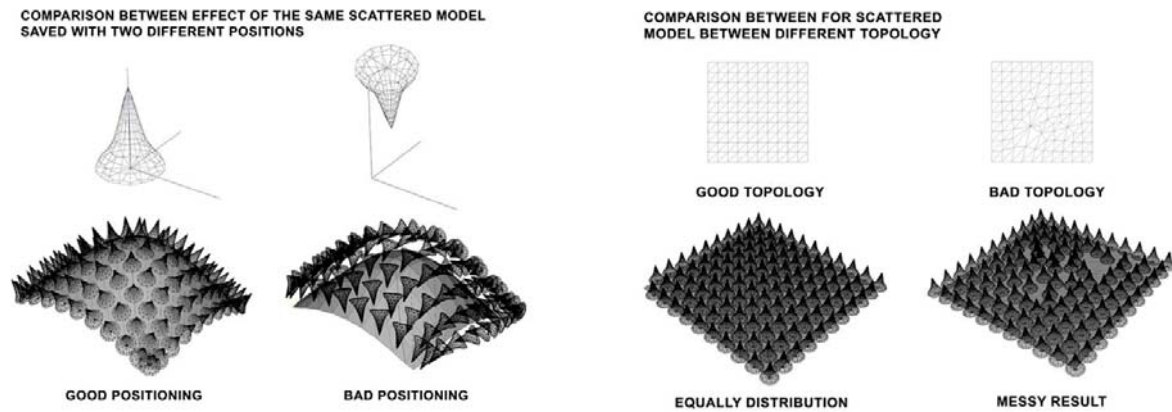 COMPARISON BETWEEN EFFECT OF THE SAME SCATTERED MODEL
SAVED WITH TWO DIFFERENT POSITIONS
GOOD POSITIONING
BAD POSITIONING
COMPARISON BETWEEN FOR SCATTERED
MODEL BETWEEN DIFFERENT TOPOLOGY
GOOD TOPOLOGY
BAD TOPOLOGY
EQUALLY DISTRIBUTION
MESSY RESULT